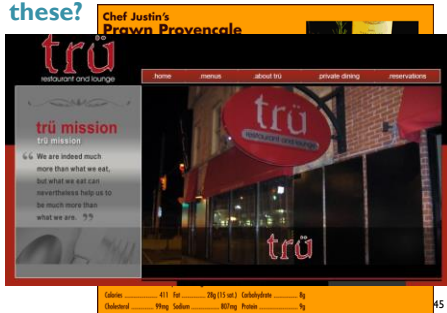 these?
Chef Justin's
Prawn Provencale
trü
restaurant and lounge
.home .menus .about trü .private dining .reservations
trü mission
trü mission
“ We are indeed much
more than what we eat,
but what we eat can
nevertheless help us to
be much more than
what we are. ”
trü
restaurant and lounge
trü
Calories 411 Fat 28g (15 sat.) Carbohydrate 8g
Cholesterol 99mg Sodium 807mg Protein 9g
45